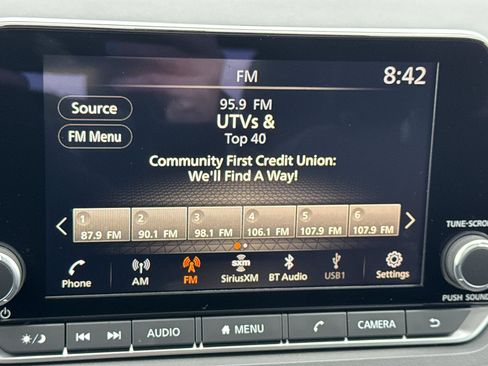 FM
8:42
Source
FM Menu
95.9 FM
UTVs &
Top 40
Community First Credit Union:
We'll Find A Way!
1 2 3 4 5 6
87.9 FM 90.1 FM 98.1 FM 106.1 FM 107.9 FM 107.9 FM
TUNE-SCRO
Phone AM FM SiriusXM BT Audio USB1 Settings
sxm
PUSH SOUND
AUDIO MENU CAMERA